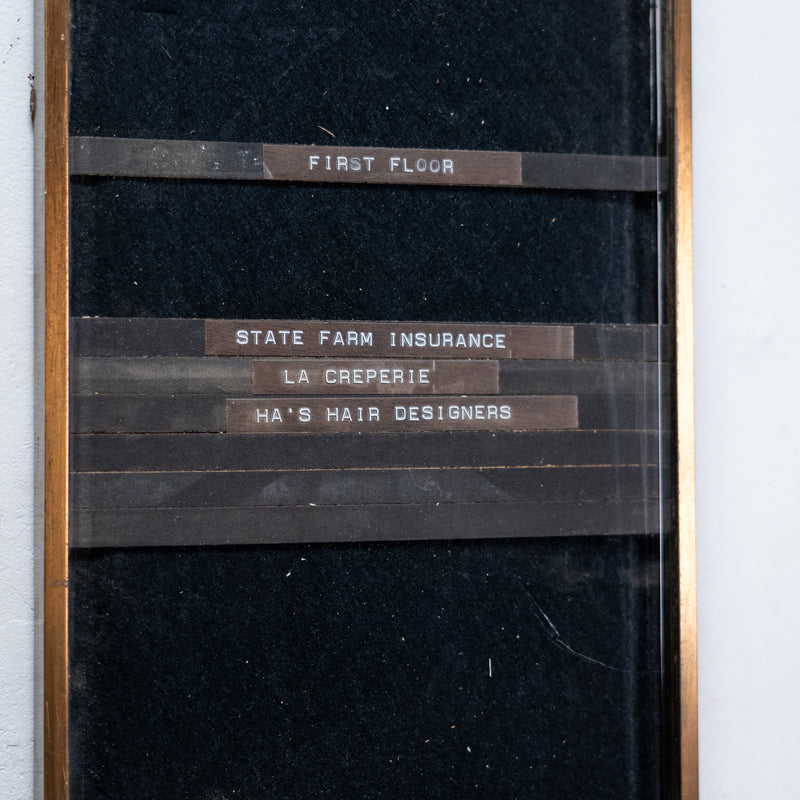 FIRST FLOOR
STATE FARM INSURANCE
LA CREPERIE
HA'S HAIR DESIGNERS